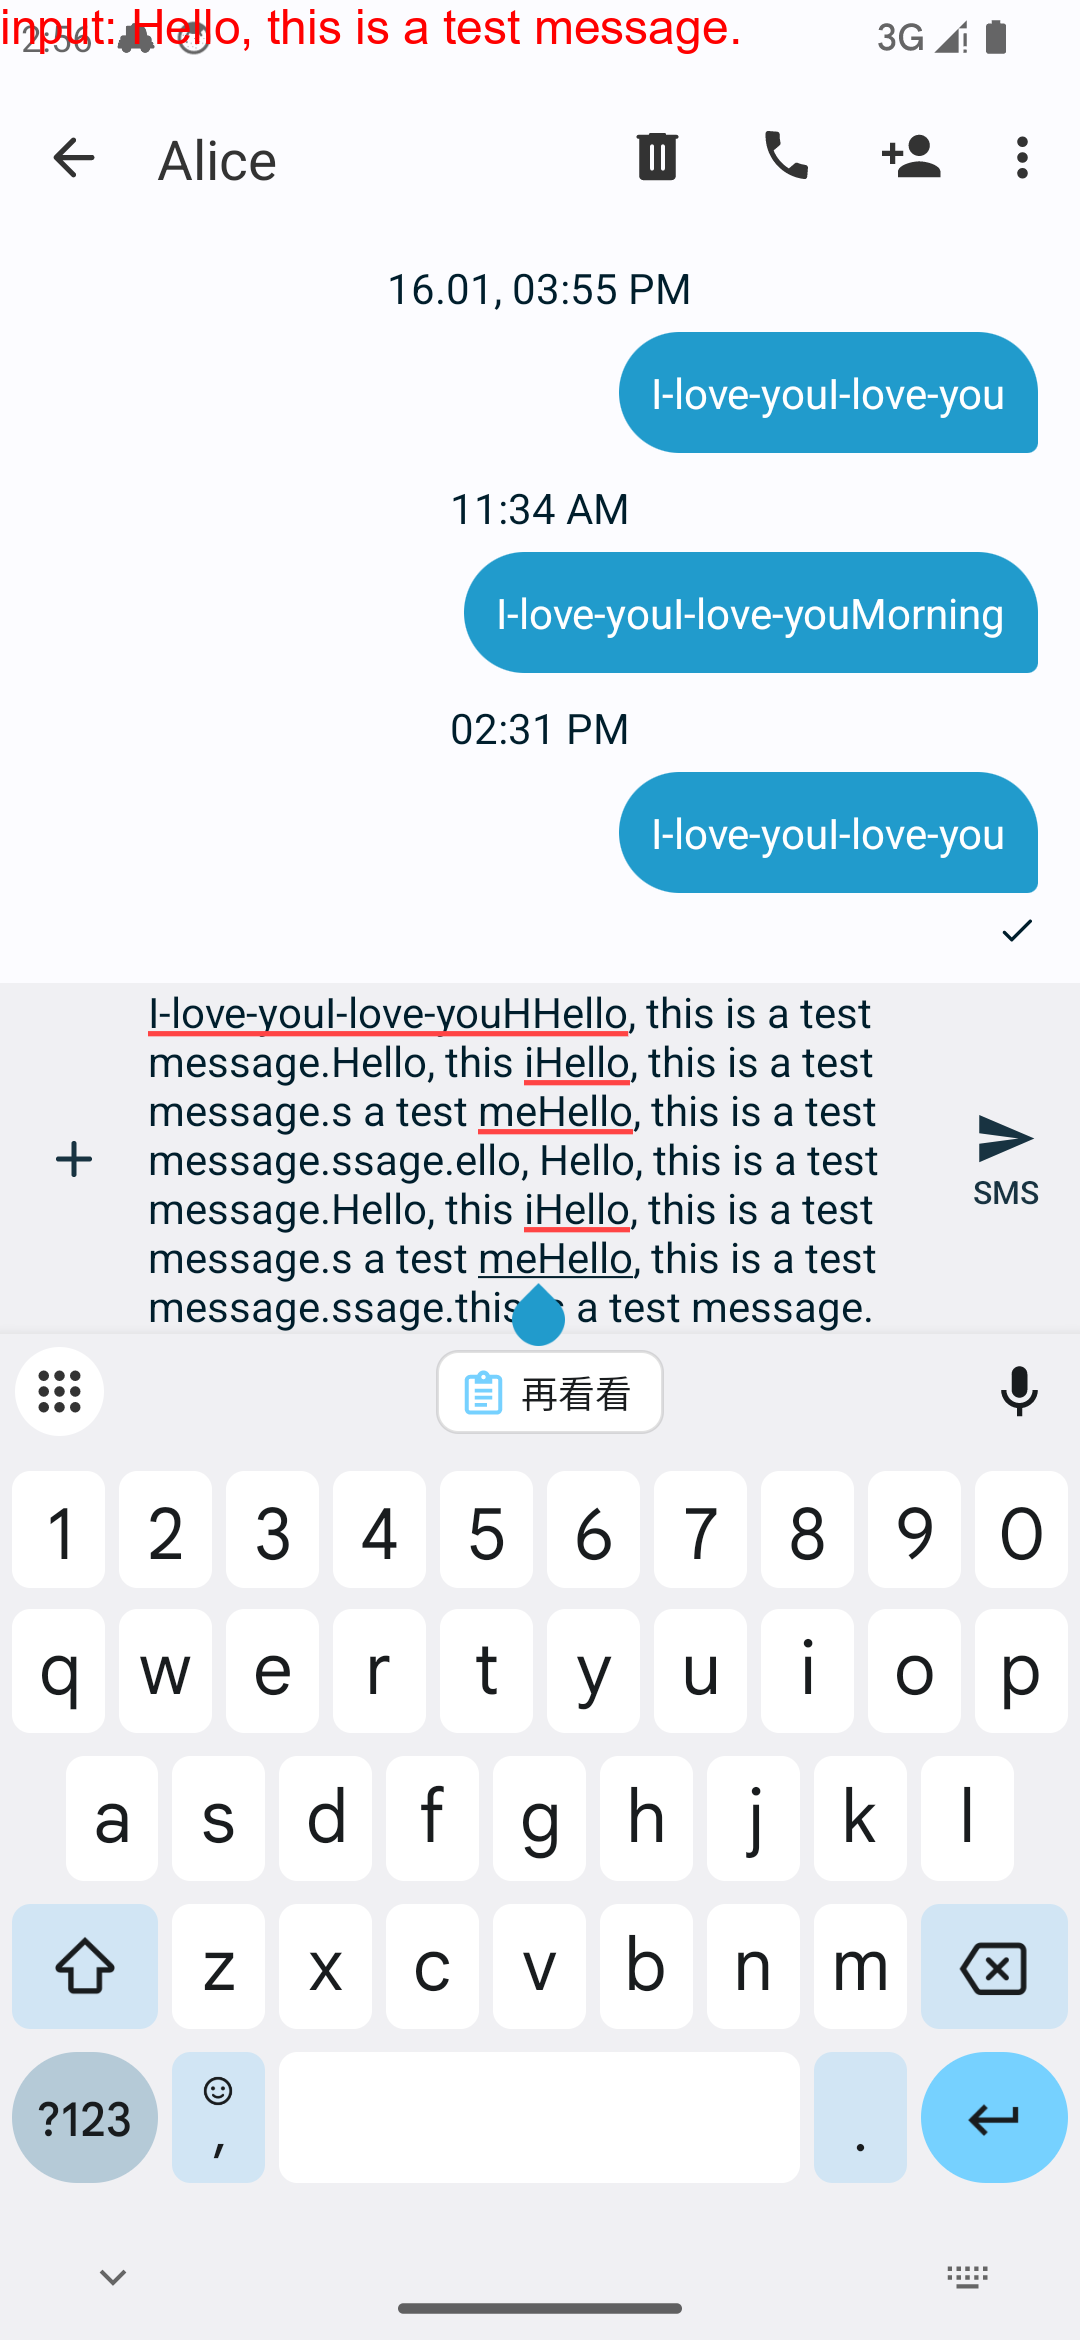 input: Hello, this is a test message.
2:56
3G
Alice
16.01, 03:55 PM
I-love-youI-love-you
11:34 AM
I-love-youI-love-youMorning
02:31 PM
I-love-youI-love-you
I-love-youI-love-youHHello, this is a test
message.Hello, this iHello, this is a test
message.s a test meHello, this is a test
message.ssage.ello, Hello, this is a test
message.Hello, this iHello, this is a test
message.s a test meHello, this is a test
message.ssage.this a test message.
SMS
再看看
1 2 3 4 5 6 7 8 9 0
q w e r t y u i o p
a s d f g h j k l
z x c v b n m
?123 , .